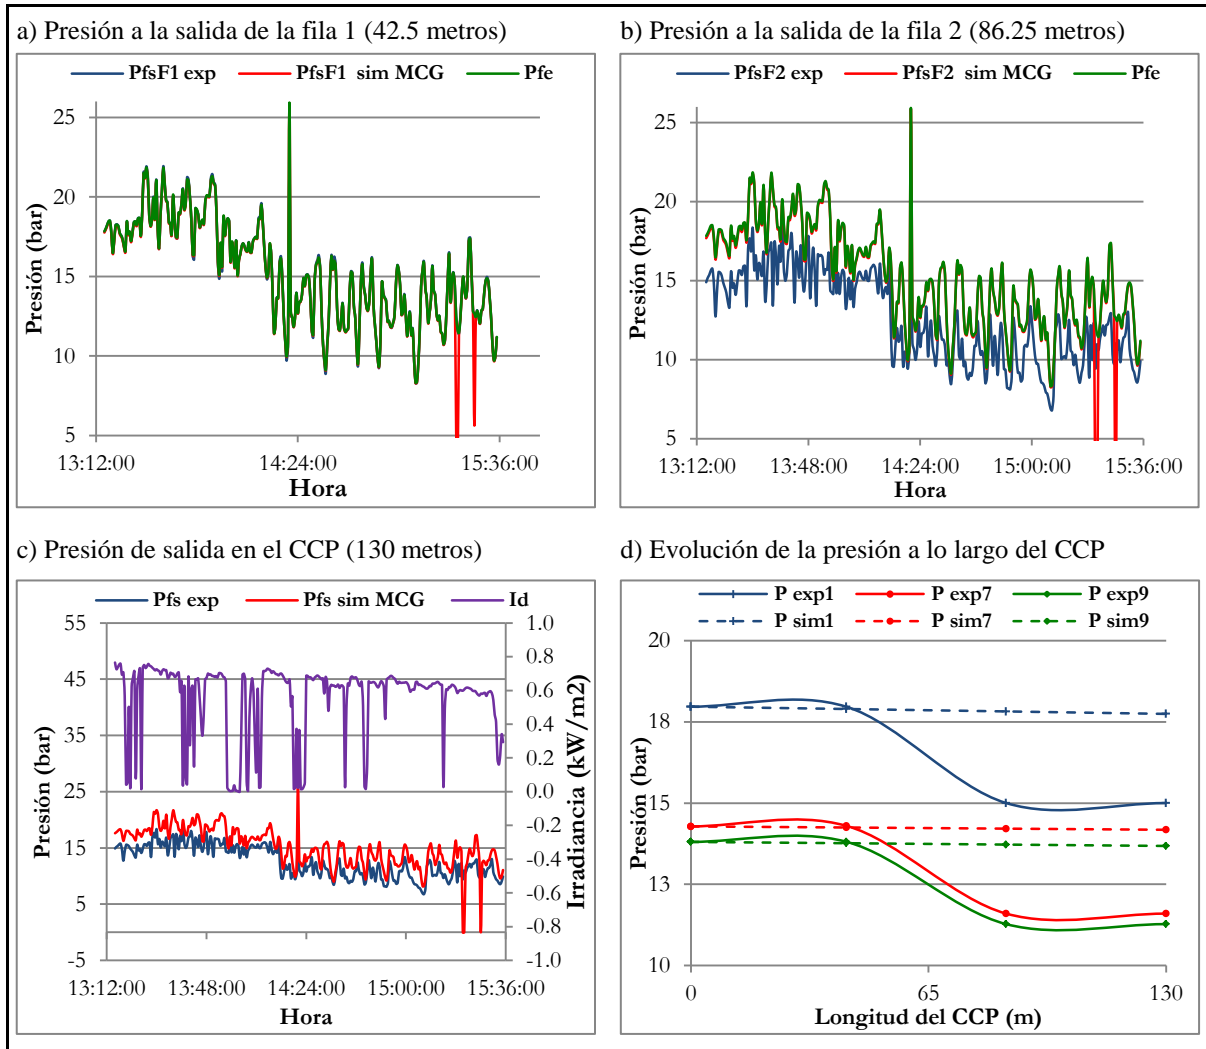 a) Presión a la salida de la fila 1 (42.5 metros)
PfsF1 exp PfsF1 sim MCG Pfe
25
20
15
10
5
Presión (bar)
13:12:00 14:24:00 15:36:00
Hora
b) Presión a la salida de la fila 2 (86.25 metros)
PfsF2 exp PfsF2 sim MCG Pfe
25
20
15
10
5
Presión (bar)
13:12:00 13:48:00 14:24:00 15:00:00 15:36:00
Hora
c) Presión de salida en el CCP (130 metros)
Pfs exp Pfs sim MCG Id
55
45
35
25
15
5
-5
Presión (bar)
1.0
0.8
0.6
0.4
0.2
0.0
-0.2
-0.4
-0.6
-0.8
-1.0
Irradiancia (kW/m2)
13:12:00 13:48:00 14:24:00 15:00:00 15:36:00
Hora
d) Evolución de la presión a lo largo del CCP
P exp1 P exp7 P exp9
P sim1 P sim7 P sim9
20
18
15
13
10
Presión (bar)
0 65 130
Longitud del CCP (m)